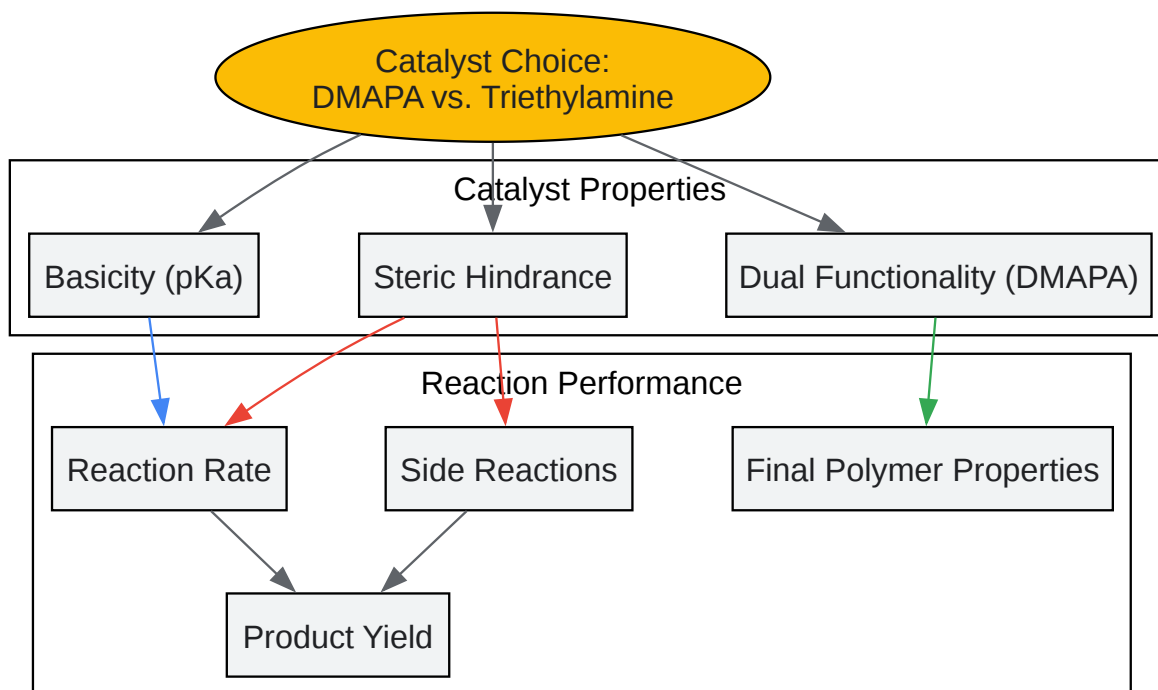 Catalyst Choice:
DMAPA vs. Triethylamine
Catalyst Properties
Basicity (pKa)
Steric Hindrance
Dual Functionality (DMAPA)
Reaction Performance
Reaction Rate
Side Reactions
Final Polymer Properties
Product Yield